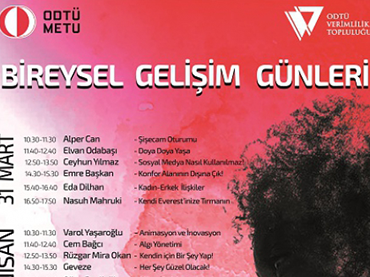 ODTÜ
METU
ODTÜ
VERİMLİLİK
TOPLULUĞU
BİREYSEL GELİŞİM GÜNLERİ
31 MART
10.30-11.30 Alper Can - Şişecam Oturumu
11.40-12.40 Elvan Odabaşı - Doya Doya Yaşa
12.50-13.50 Ceyhun Yılmaz - Sosyal Medya Nasıl Kullanılmaz!
14.30-15.30 Emre Başkan - Konfor Alanının Dışına Çık!
15.40-16.40 Eda Dilhan - Kadın-Erkek İlişkiler
16.50-17.50 Nasuh Mahruki - Kendi Everest'inize Tırmanın
NİSAN
10.30-11.30 Varol Yaşaroğlu - Animasyon ve İnovasyon
11.40-12.40 Cem Bağcı - Algı Yönetimi
12.50-13.50 Rüzgar Mira Okan - Kendin için Bir Şey Yap!
14.30-15.30 Geveze - Her Şey Güzel Olacak!